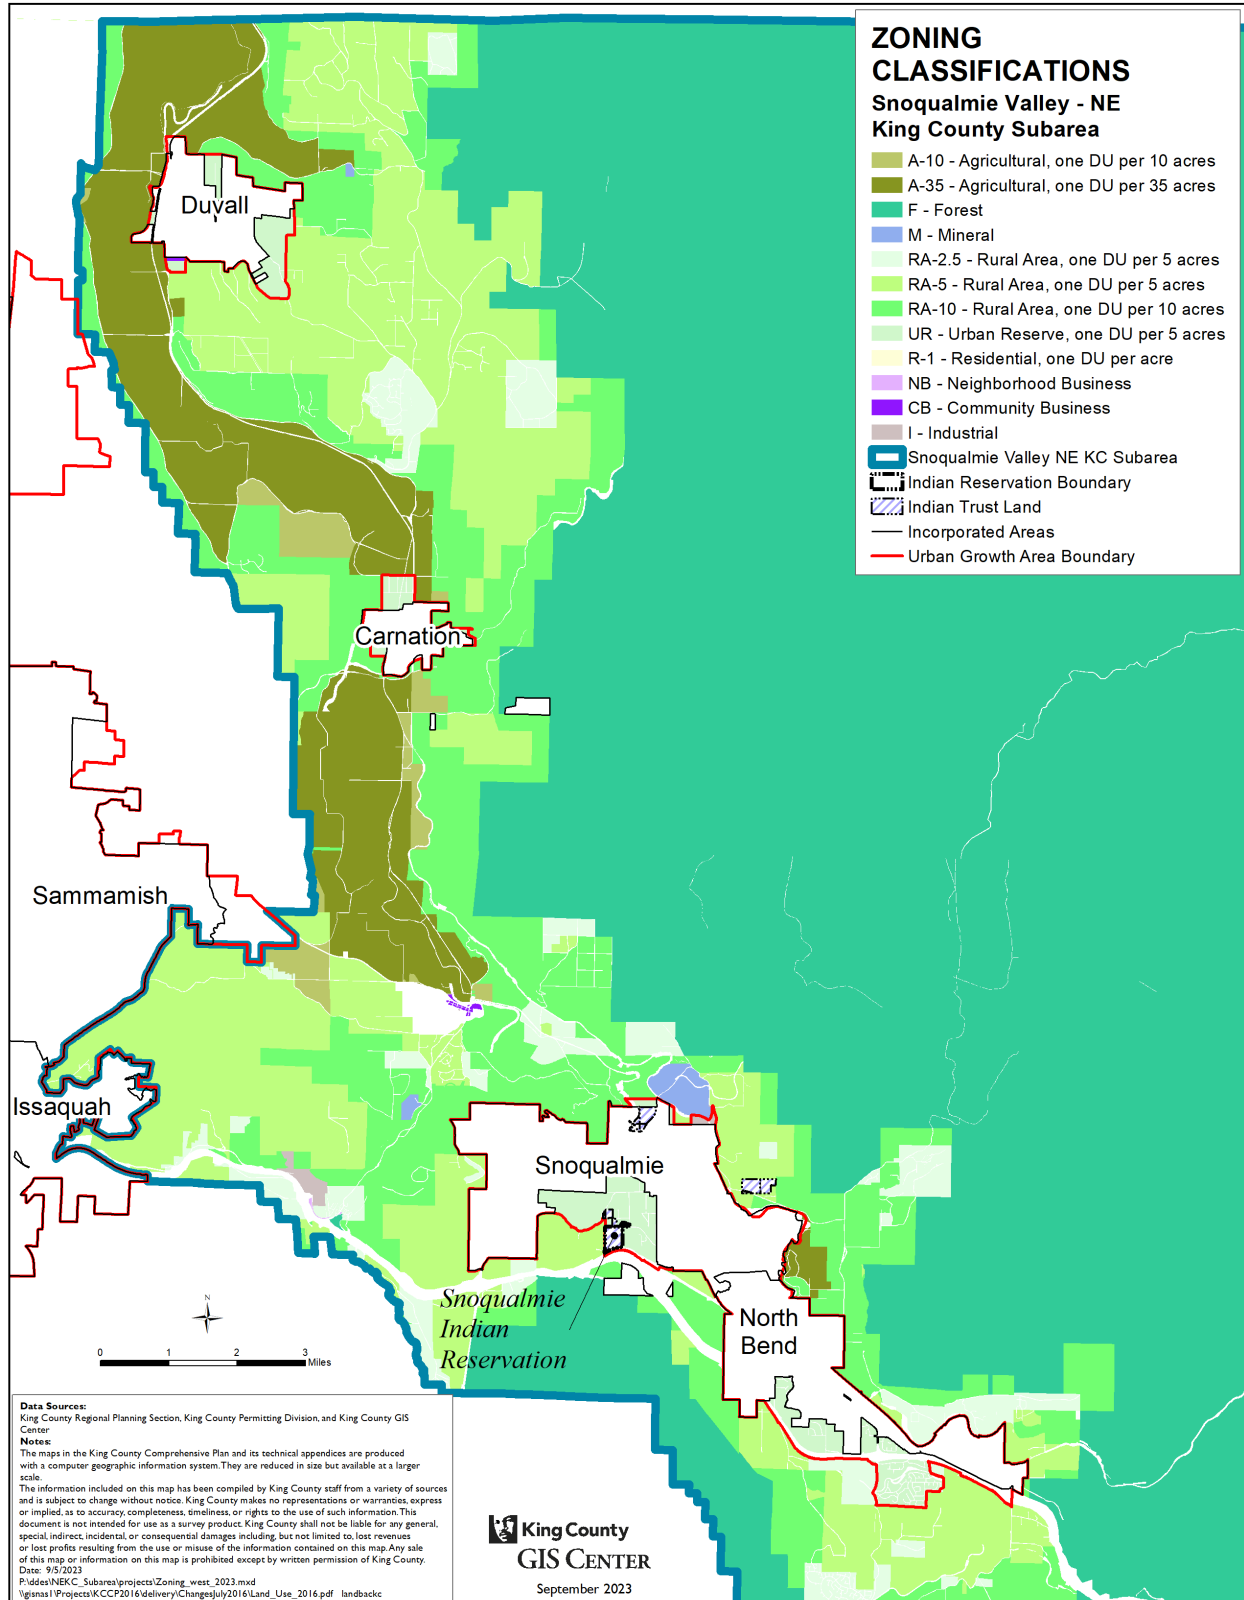 ZONING
CLASSIFICATIONS
Snoqualmie Valley - NE
King County Subarea
A-10 - Agricultural, one DU per 10 acres
A-35 - Agricultural, one DU per 35 acres
F - Forest
M - Mineral
RA-2.5 - Rural Area, one DU per 5 acres
RA-5 - Rural Area, one DU per 5 acres
RA-10 - Rural Area, one DU per 10 acres
UR - Urban Reserve, one DU per 5 acres
R-1 - Residential, one DU per acre
NB - Neighborhood Business
CB - Community Business
I - Industrial
Snoqualmie Valley NE KC Subarea
Indian Reservation Boundary
Indian Trust Land
Incorporated Areas
Urban Growth Area Boundary
Duvall
Carnation
Sammamish
Issaquah
Snoqualmie
Snoqualmie
Indian
Reservation
North
Bend
N
0 1 2 3
Miles
Data Sources:
King County Regional Planning Section, King County Permitting Division, and King County GIS
Center
Notes:
The maps in the King County Comprehensive Plan and its technical appendices are produced
with a computer geographic information system. They are reduced in size but available at a larger
scale.
The information included on this map has been compiled by King County staff from a variety of sources
and is subject to change without notice. King County makes no representations or warranties, express
or implied, as to accuracy, completeness, timeliness, or rights to the use of such information. This
document is not intended for use as a survey product. King County shall not be liable for any general,
special, indirect, incidental, or consequential damages including, but not limited to, lost revenues
or lost profits resulting from the use or misuse of the information contained on this map. Any sale
of this map or information on this map is prohibited except by written permission of King County.
Date: 9/5/2023
P:\ddes\NEKC_Subarea\projects\Zoning_west_2023.mxd
\\gisnas1\Projects\KCCP2016\delivery\ChangesJuly2016\Land_Use_2016.pdf landbackc
King County
GIS CENTER
September 2023